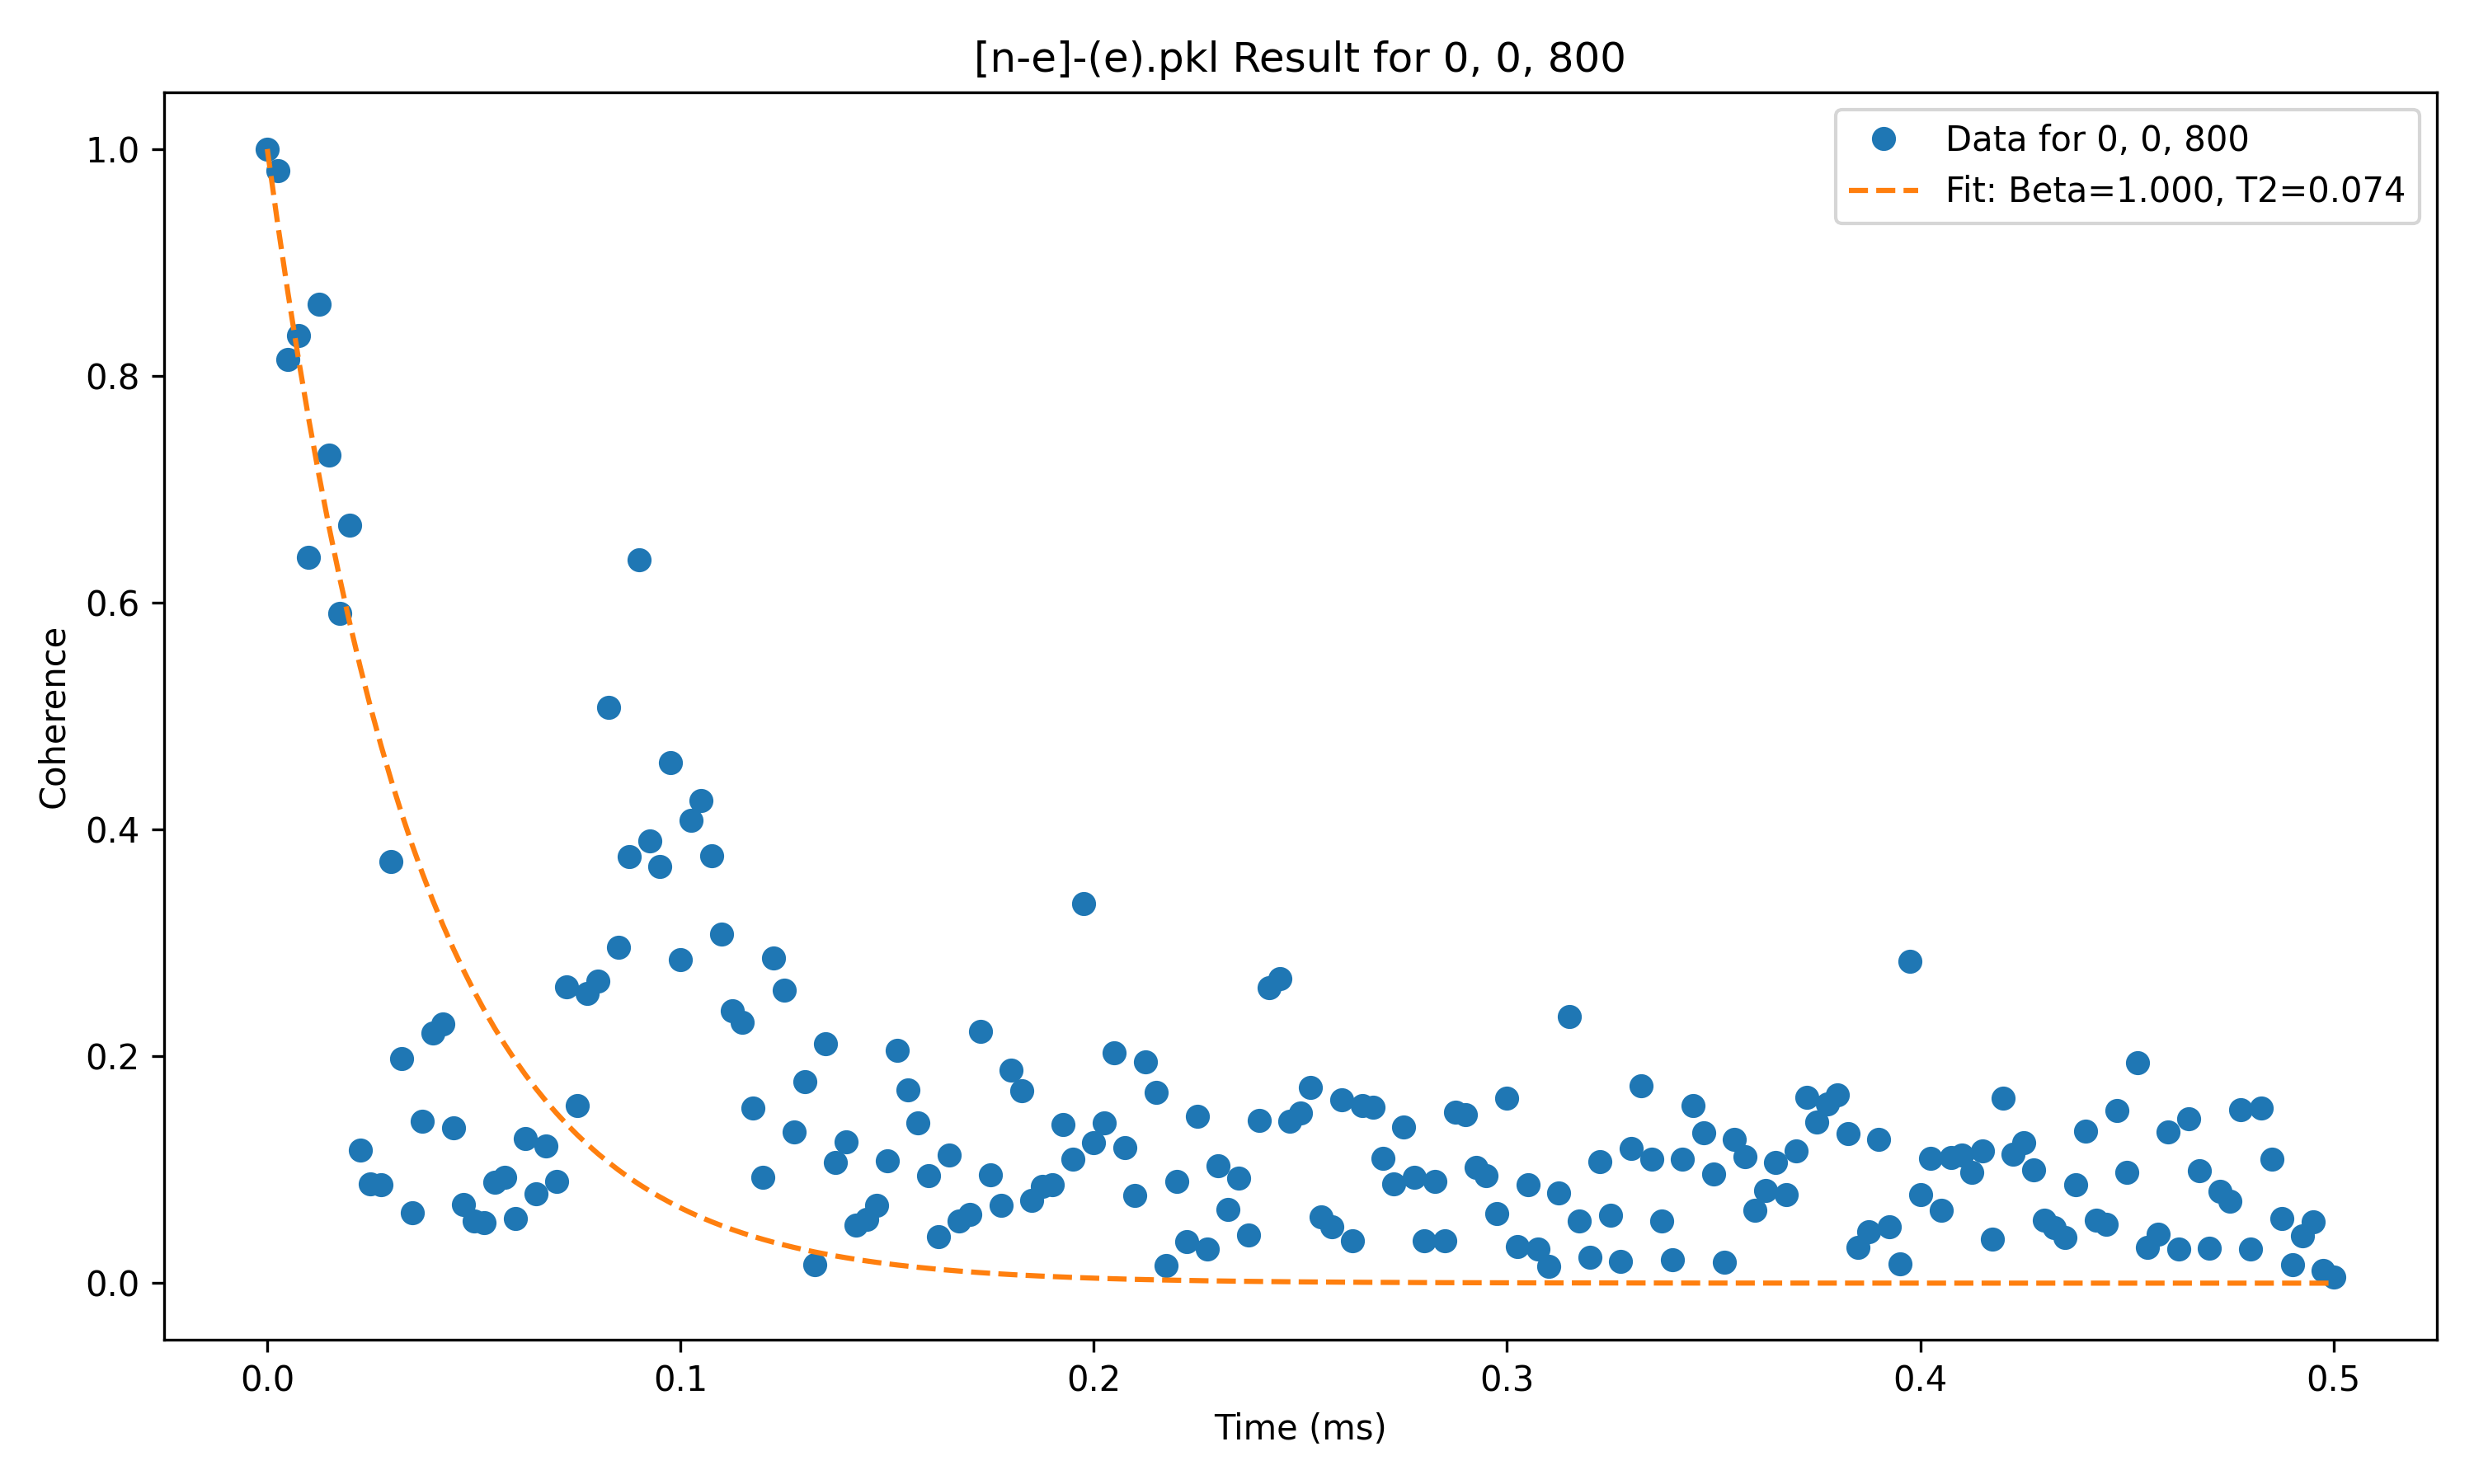 [n-e]-(e).pkl Result for 0, 0, 800
Data for 0, 0, 800
Fit: Beta=1.000, T2=0.074
Coherence
1.0
0.8
0.6
0.4
0.2
0.0
0.0 0.1 0.2 0.3 0.4 0.5
Time (ms)